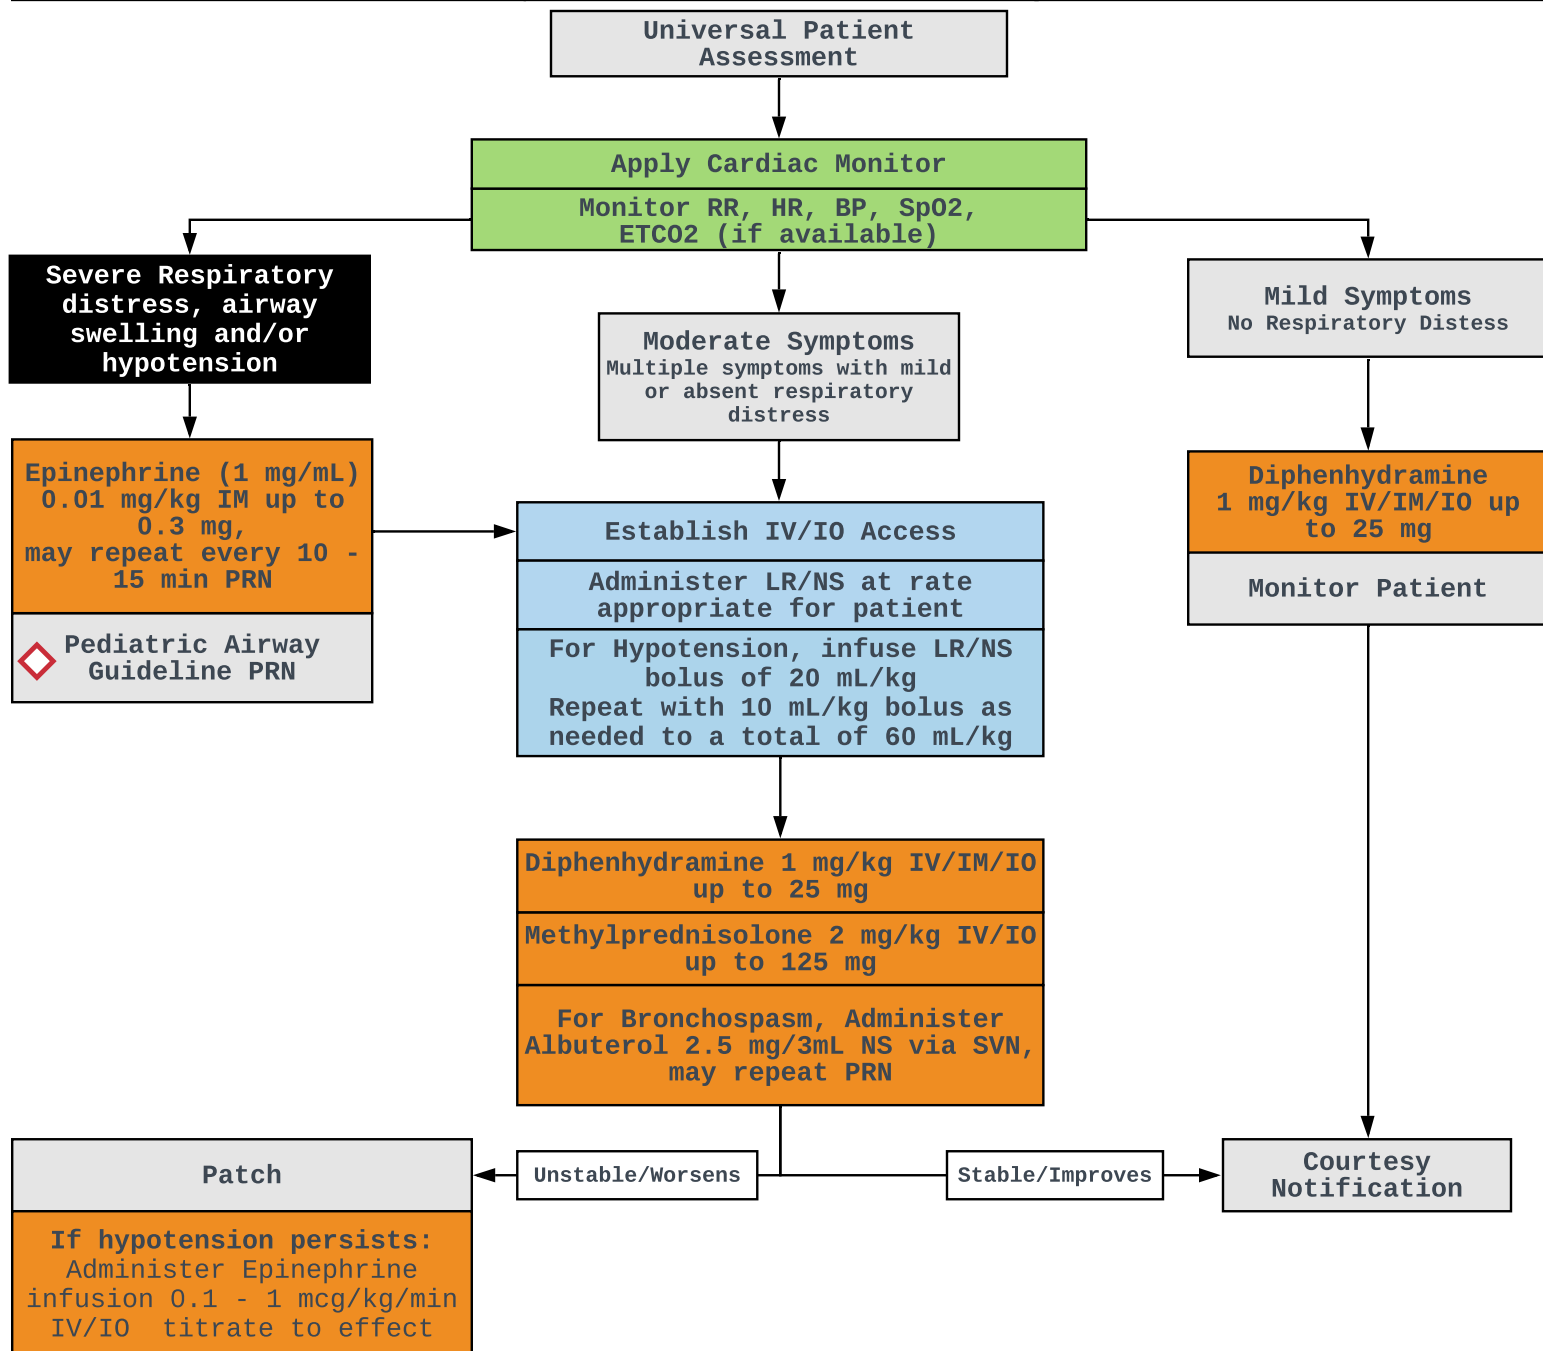 Universal Patient
Assessment
Apply Cardiac Monitor
Monitor RR, HR, BP, SpO2,
ETCO2 (if available)
Severe Respiratory
distress, airway
swelling and/or
hypotension
Moderate Symptoms
Multiple symptoms with mild
or absent respiratory
distress
Mild Symptoms
No Respiratory Distess
Epinephrine (1 mg/mL)
0.01 mg/kg IM up to
0.3 mg,
may repeat every 10 -
15 min PRN
Pediatric Airway
Guideline PRN
Establish IV/IO Access
Administer LR/NS at rate
appropriate for patient
For Hypotension, infuse LR/NS
bolus of 20 mL/kg
Repeat with 10 mL/kg bolus as
needed to a total of 60 mL/kg
Diphenhydramine
1 mg/kg IV/IM/IO up
to 25 mg
Monitor Patient
Diphenhydramine 1 mg/kg IV/IM/IO
up to 25 mg
Methylprednisolone 2 mg/kg IV/IO
up to 125 mg
For Bronchospasm, Administer
Albuterol 2.5 mg/3mL NS via SVN,
may repeat PRN
Unstable/Worsens
Stable/Improves
Patch
If hypotension persists:
Administer Epinephrine
infusion 0.1 - 1 mcg/kg/min
IV/IO  titrate to effect
Courtesy
Notification